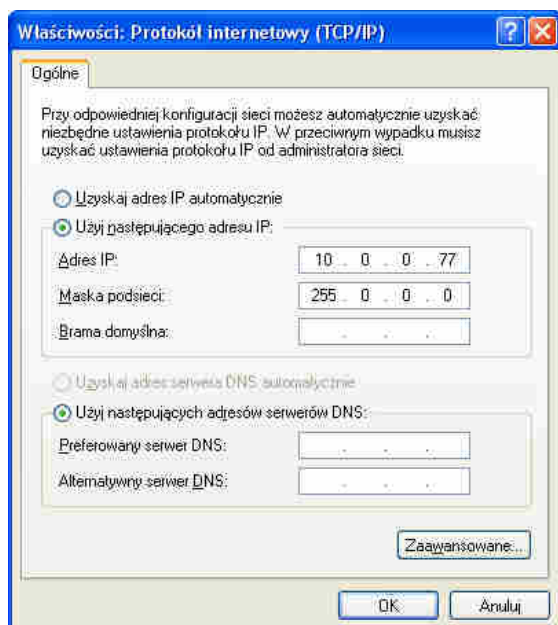 Właściwości: Protokół internetowy (TCP/IP)
Ogólne
Przy odpowiedniej konfiguracji sieci możesz automatycznie uzyskać
niezbędne ustawienia protokołu IP. W przeciwnym wypadku musisz
uzyskać ustawienia protokołu IP od administratora sieci.
Uzyskaj adres IP automatycznie
Użyj następującego adresu IP:
Adres IP: 10 . 0 . 0 . 77
Maska podsieci: 255 . 0 . 0 . 0
Brama domyślna: . . .
Uzyskaj adres serwera DNS automatycznie
Użyj następujących adresów serwerów DNS:
Preferowany serwer DNS: . . .
Alternatywny serwer DNS: . . .
Zaawansowane...
OK Anuluj